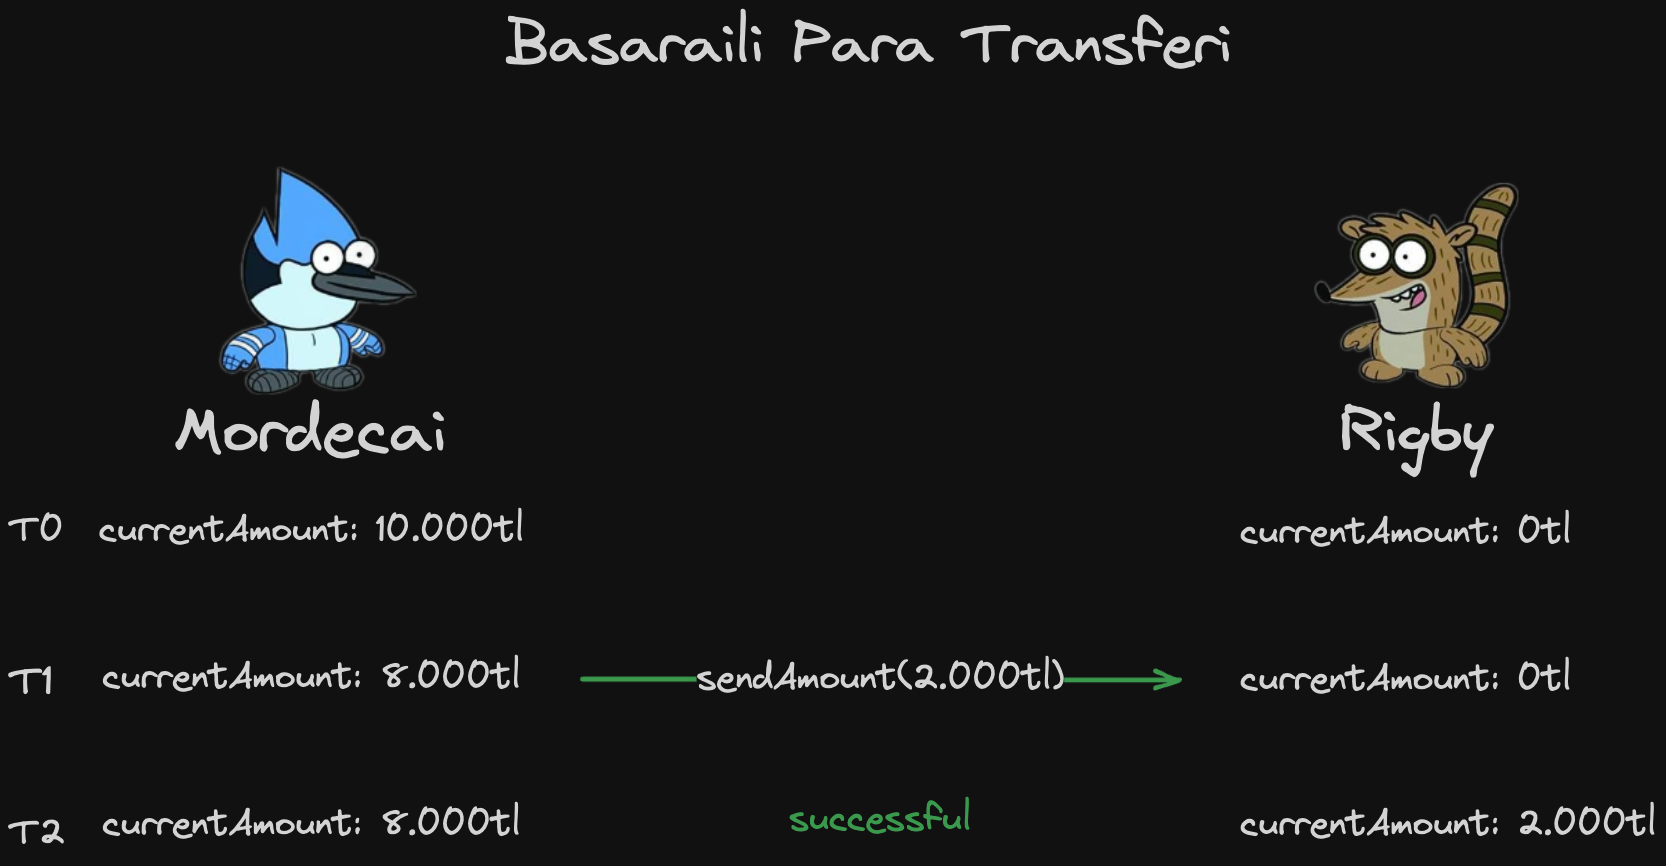 Basaraili Para Transferi
Mordecai
Rigby
T0 currentAmount: 10.000tl currentAmount: 0tl
T1 currentAmount: 8.000tl sendAmount(2.000tl) currentAmount: 0tl
T2 currentAmount: 8.000tl successful currentAmount: 2.000tl